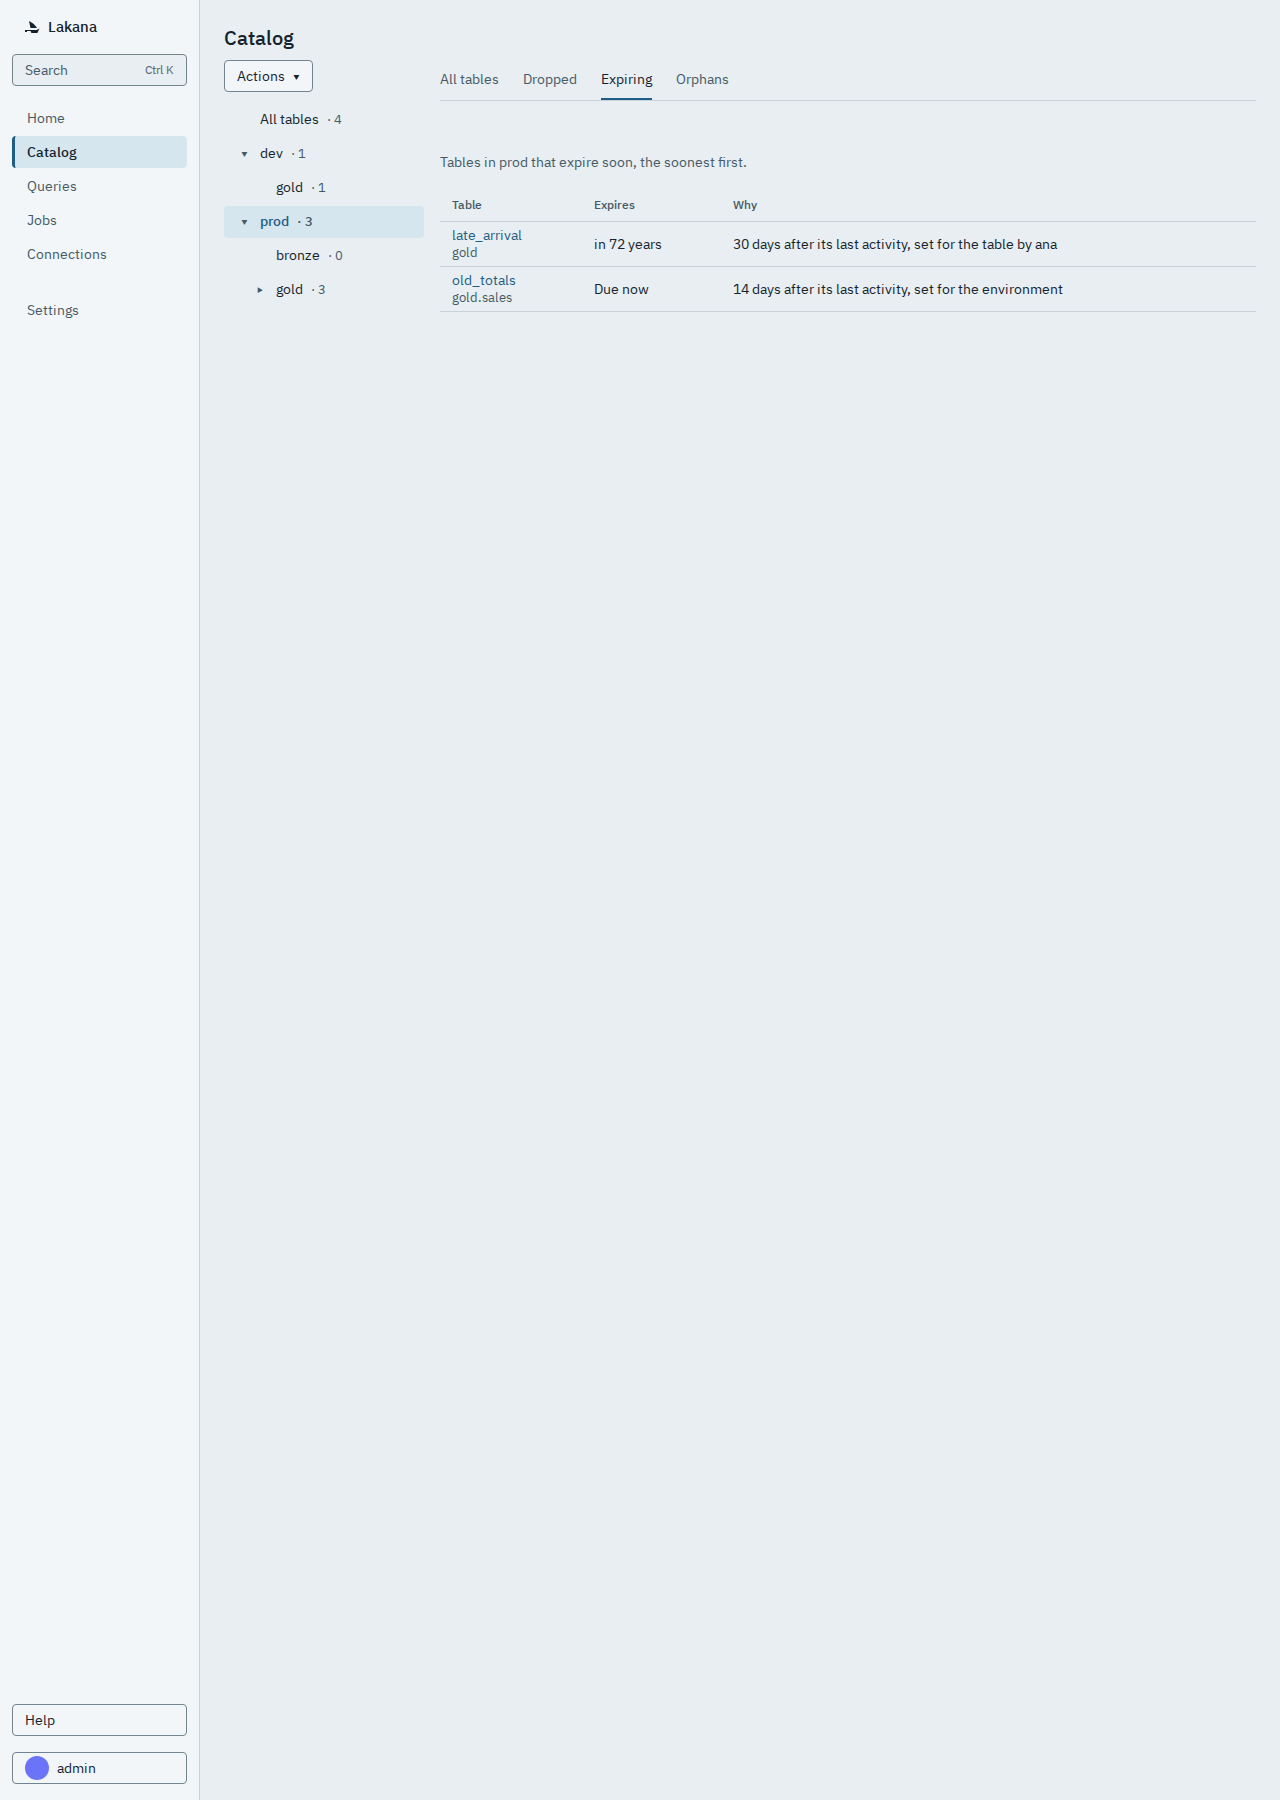 Lakana
Search Ctrl K
Home
Catalog
Queries
Jobs
Connections
Settings
Help
admin
Catalog
Actions
All tables · 4
dev · 1
gold · 1
prod · 3
bronze · 0
gold · 3
All tables Dropped Expiring Orphans
Tables in prod that expire soon, the soonest first.
Table Expires Why
late_arrival
gold
in 72 years
30 days after its last activity, set for the table by ana
old_totals
gold.sales
Due now
14 days after its last activity, set for the environment